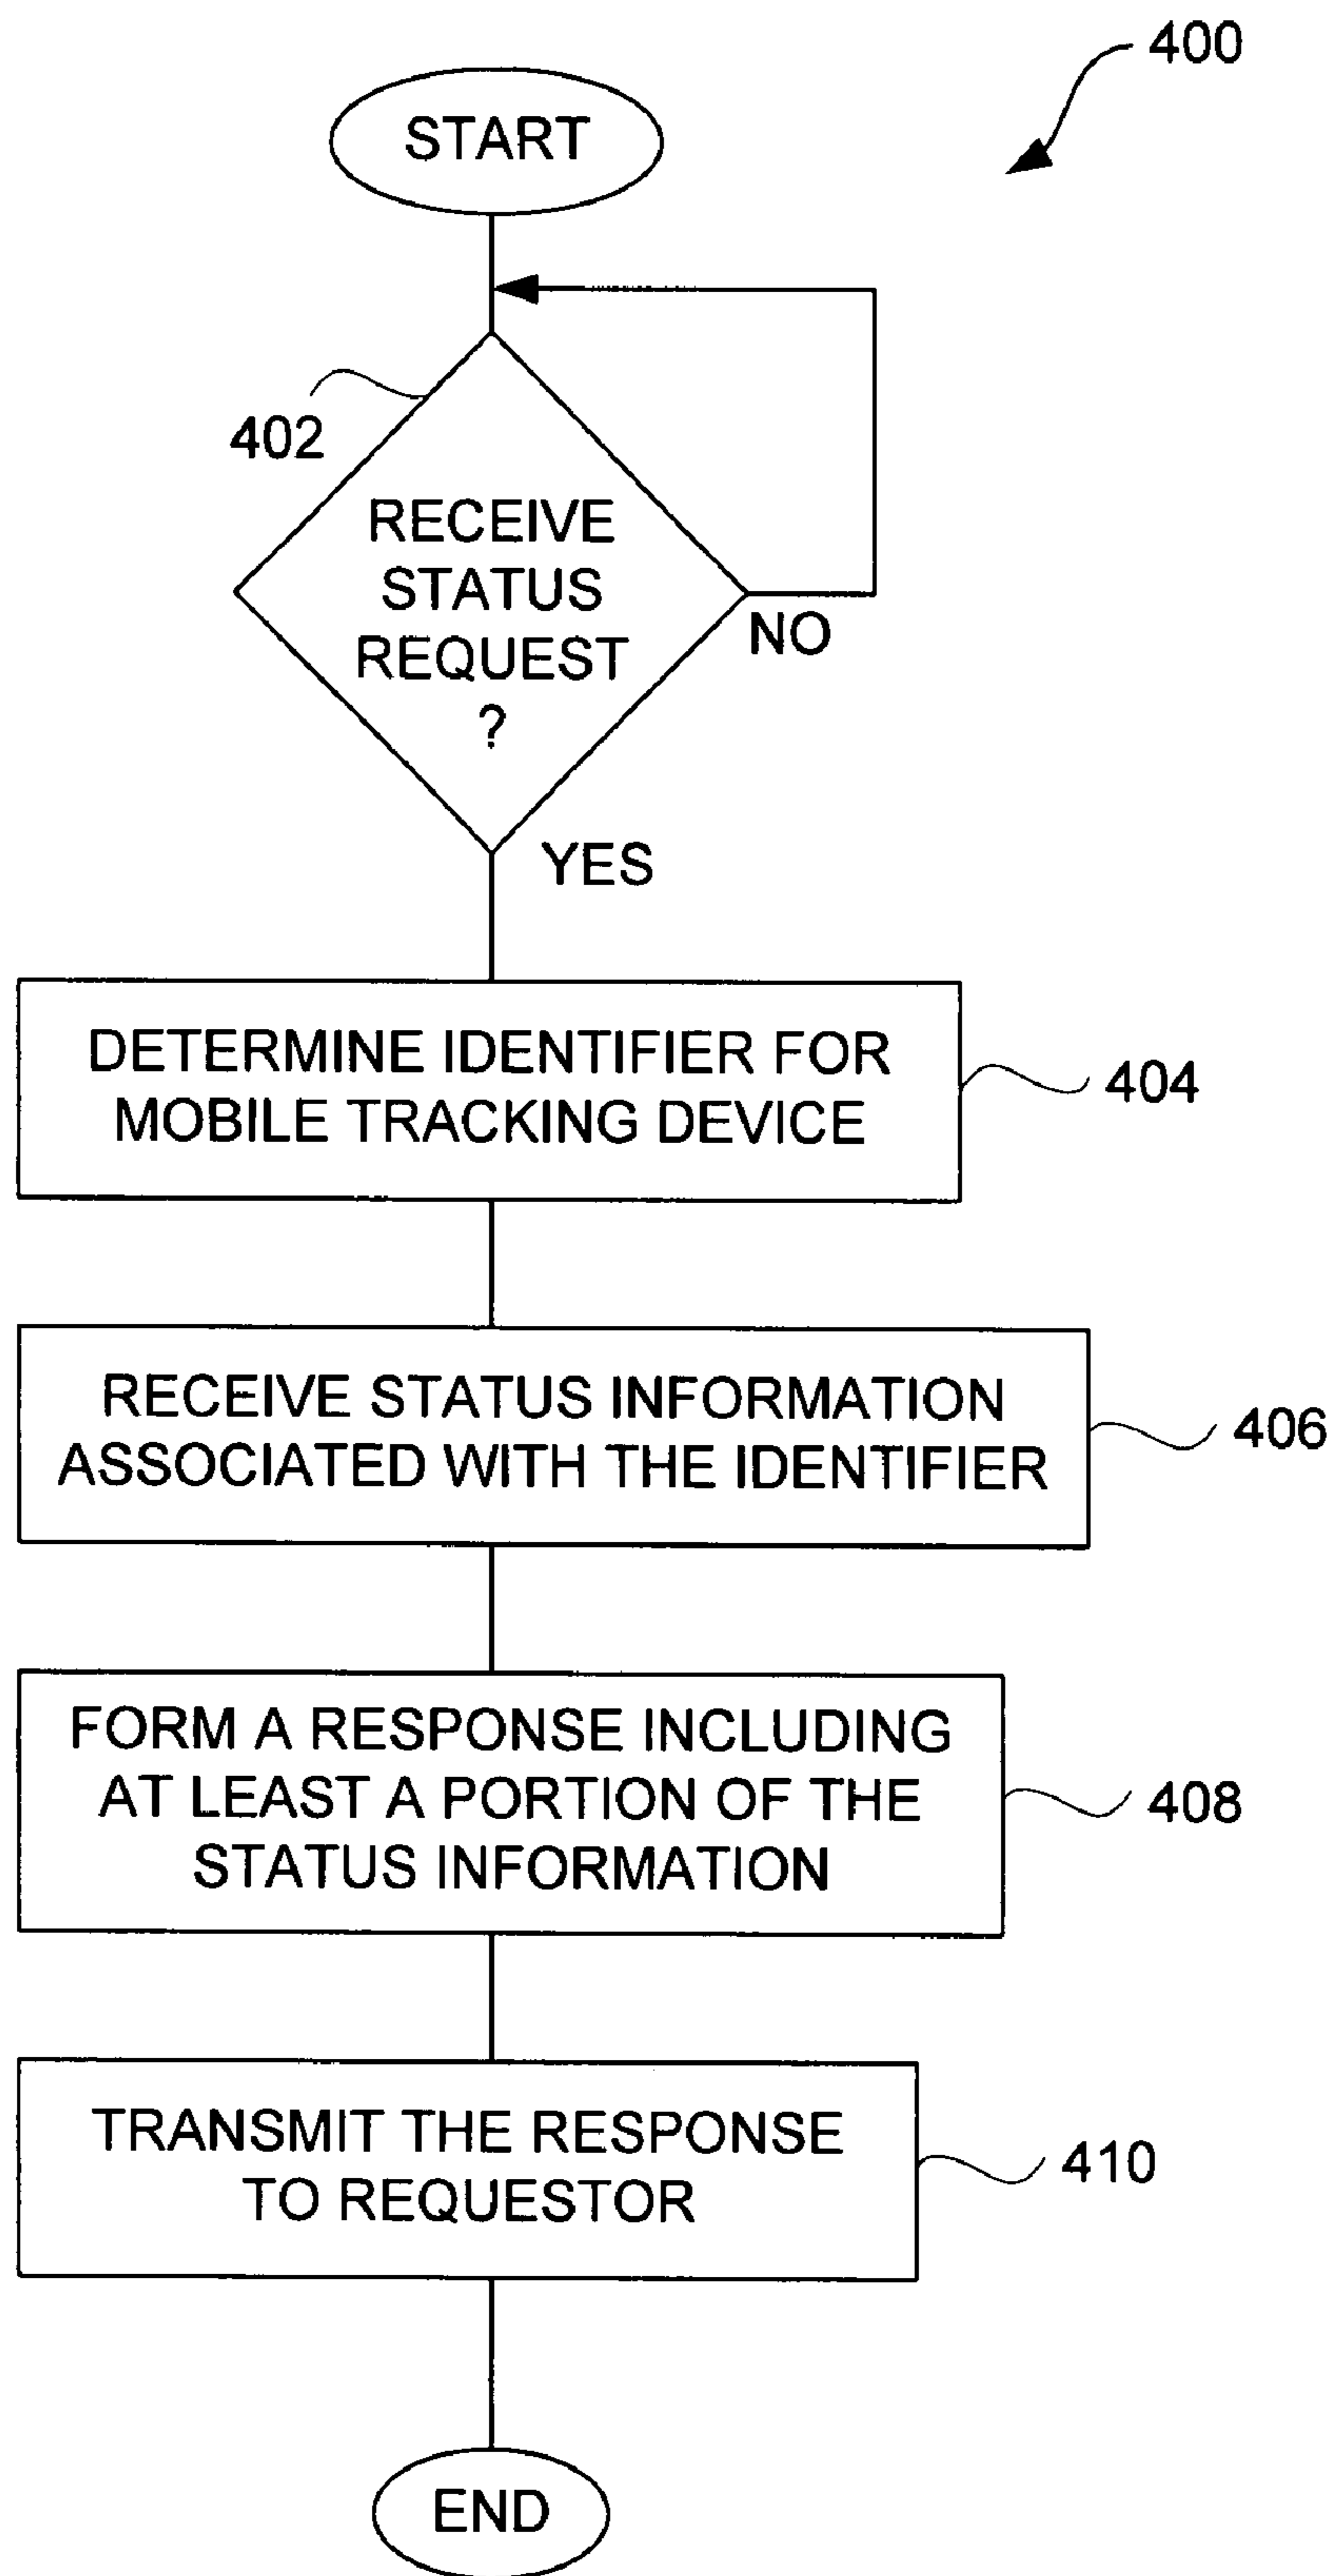 400
START
402
RECEIVE
STATUS
REQUEST
?
NO
YES
DETERMINE IDENTIFIER FOR
MOBILE TRACKING DEVICE
404
RECEIVE STATUS INFORMATION
ASSOCIATED WITH THE IDENTIFIER
406
FORM A RESPONSE INCLUDING
AT LEAST A PORTION OF THE
STATUS INFORMATION
408
TRANSMIT THE RESPONSE
TO REQUESTOR
410
END